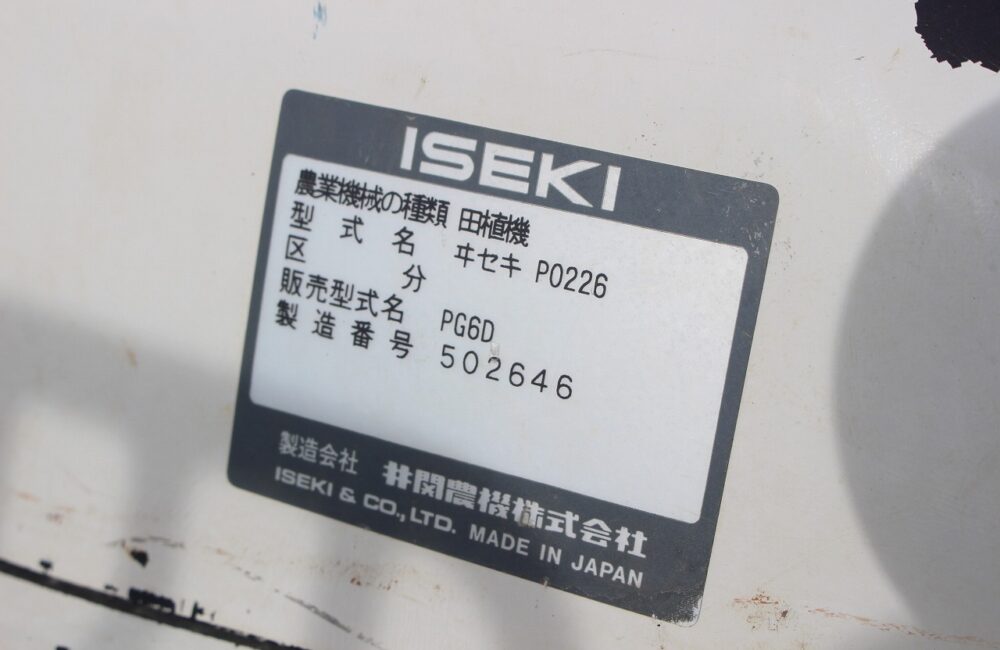 ISEKI
農業機械の種類 田植機
型式名 ヰセキ P0226
区分
販売型式名 PG6D
製造番号 502646
製造会社 井関農機株式会社
ISEKI & CO., LTD. MADE IN JAPAN